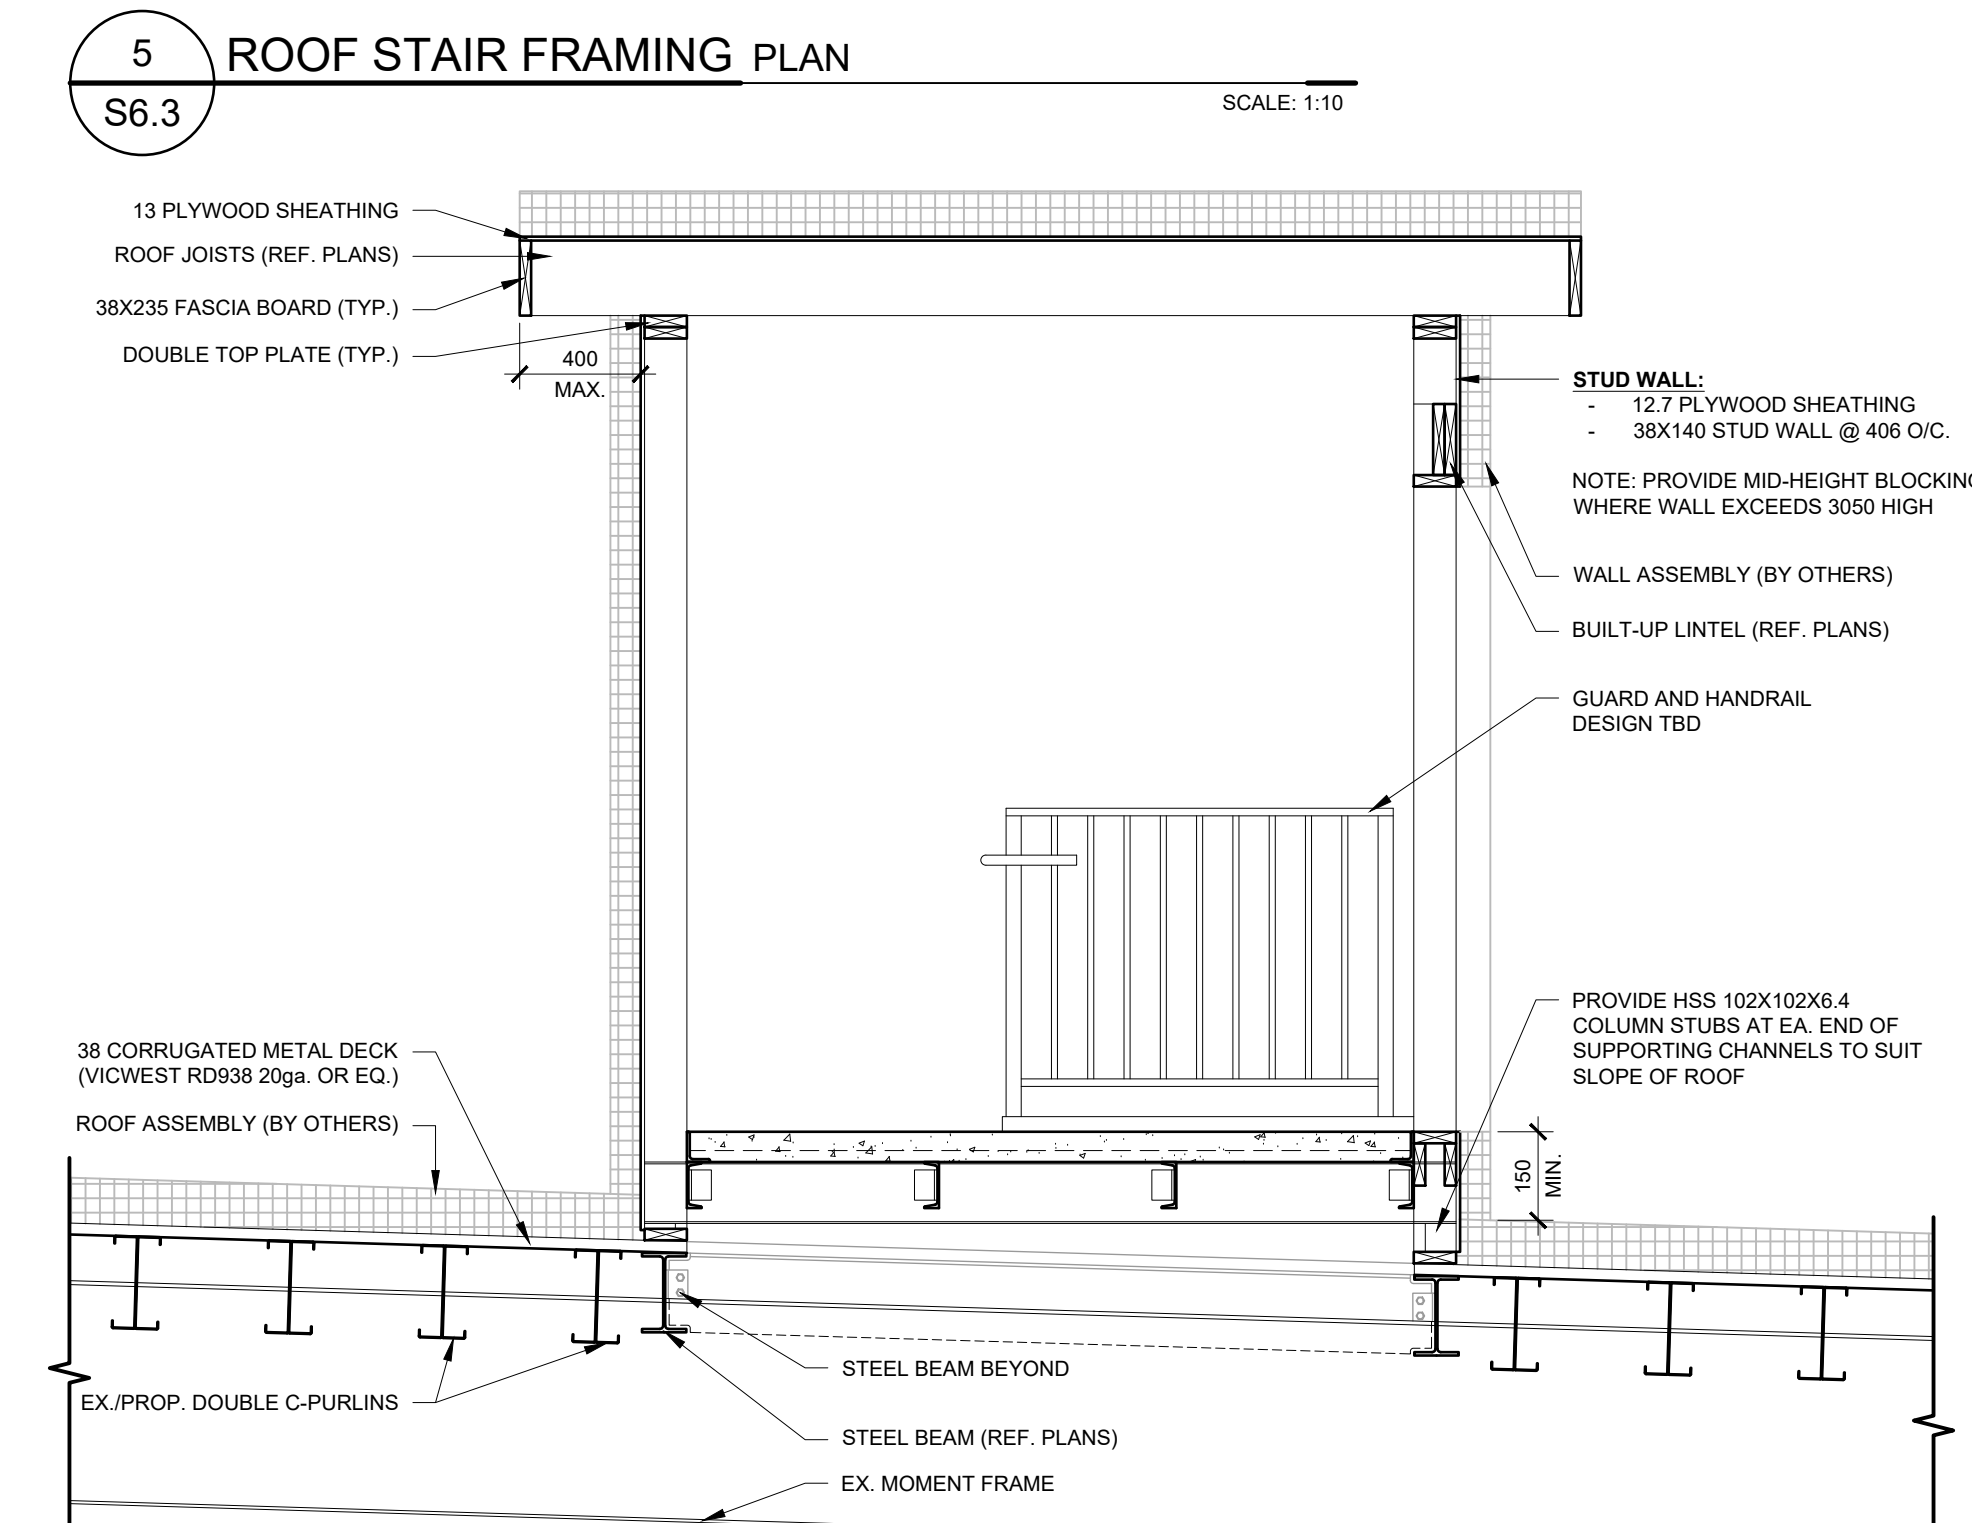 5
S6.3
ROOF STAIR FRAMING PLAN
SCALE: 1:10
13 PLYWOOD SHEATHING
ROOF JOISTS (REF. PLANS)
38X235 FASCIA BOARD (TYP.)
DOUBLE TOP PLATE (TYP.)
400
MAX.
STUD WALL:
- 12.7 PLYWOOD SHEATHING
- 38X140 STUD WALL @ 406 O/C.
NOTE: PROVIDE MID-HEIGHT BLOCKING
WHERE WALL EXCEEDS 3050 HIGH
WALL ASSEMBLY (BY OTHERS)
BUILT-UP LINTEL (REF. PLANS)
GUARD AND HANDRAIL
DESIGN TBD
PROVIDE HSS 102X102X6.4
COLUMN STUBS AT EA. END OF
SUPPORTING CHANNELS TO SUIT
SLOPE OF ROOF
150
MIN.
38 CORRUGATED METAL DECK
(VICWEST RD938 20ga. OR EQ.)
ROOF ASSEMBLY (BY OTHERS)
EX./PROP. DOUBLE C-PURLINS
STEEL BEAM BEYOND
STEEL BEAM (REF. PLANS)
EX. MOMENT FRAME